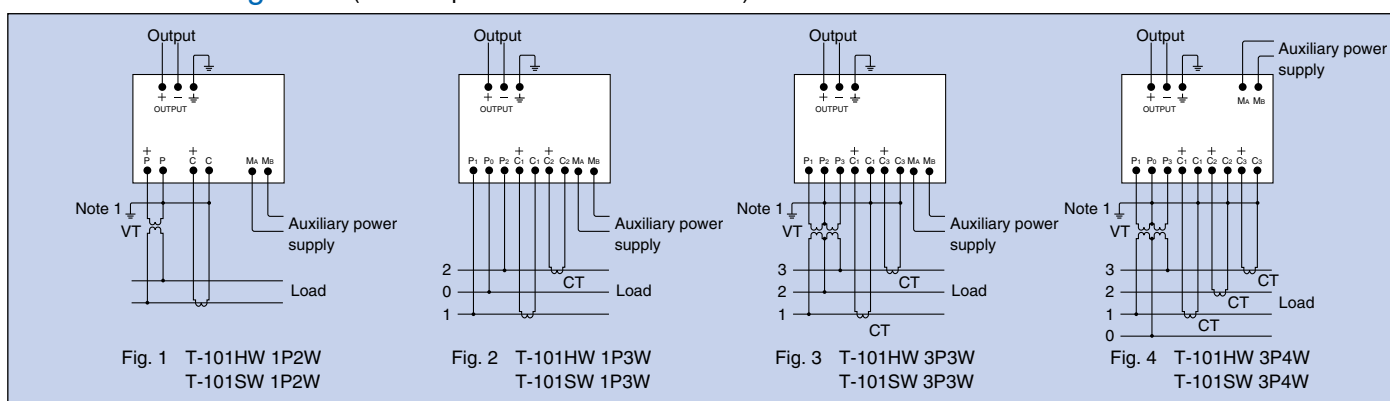 Output
+ − ⏚
OUTPUT
+ +
P P C C MA MB
Note 1
VT
Auxiliary power
supply
Load
Fig. 1 T-101HW 1P2W
T-101SW 1P2W
Output
+ − ⏚
OUTPUT
+ +
P1 P0 P2 C1 C1 C2 C2 MA MB
Auxiliary power
supply
2
CT
0
Load
1
Fig. 2 T-101HW 1P3W
T-101SW 1P3W
Output
+ − ⏚
OUTPUT
+ +
P1 P2 P3 C1 C1 C3 C3 MA MB
Note 1
VT
Auxiliary power
supply
3
CT
2
Load
1
CT
Fig. 3 T-101HW 3P3W
T-101SW 3P3W
Output
Auxiliary power
supply
+ − ⏚
MA MB
OUTPUT
+ + +
P1 P0 P3 C1 C1 C2 C2 C3 C3
Note 1
VT
3
CT
2
CT
Load
1
CT
0
Fig. 4 T-101HW 3P4W
T-101SW 3P4W